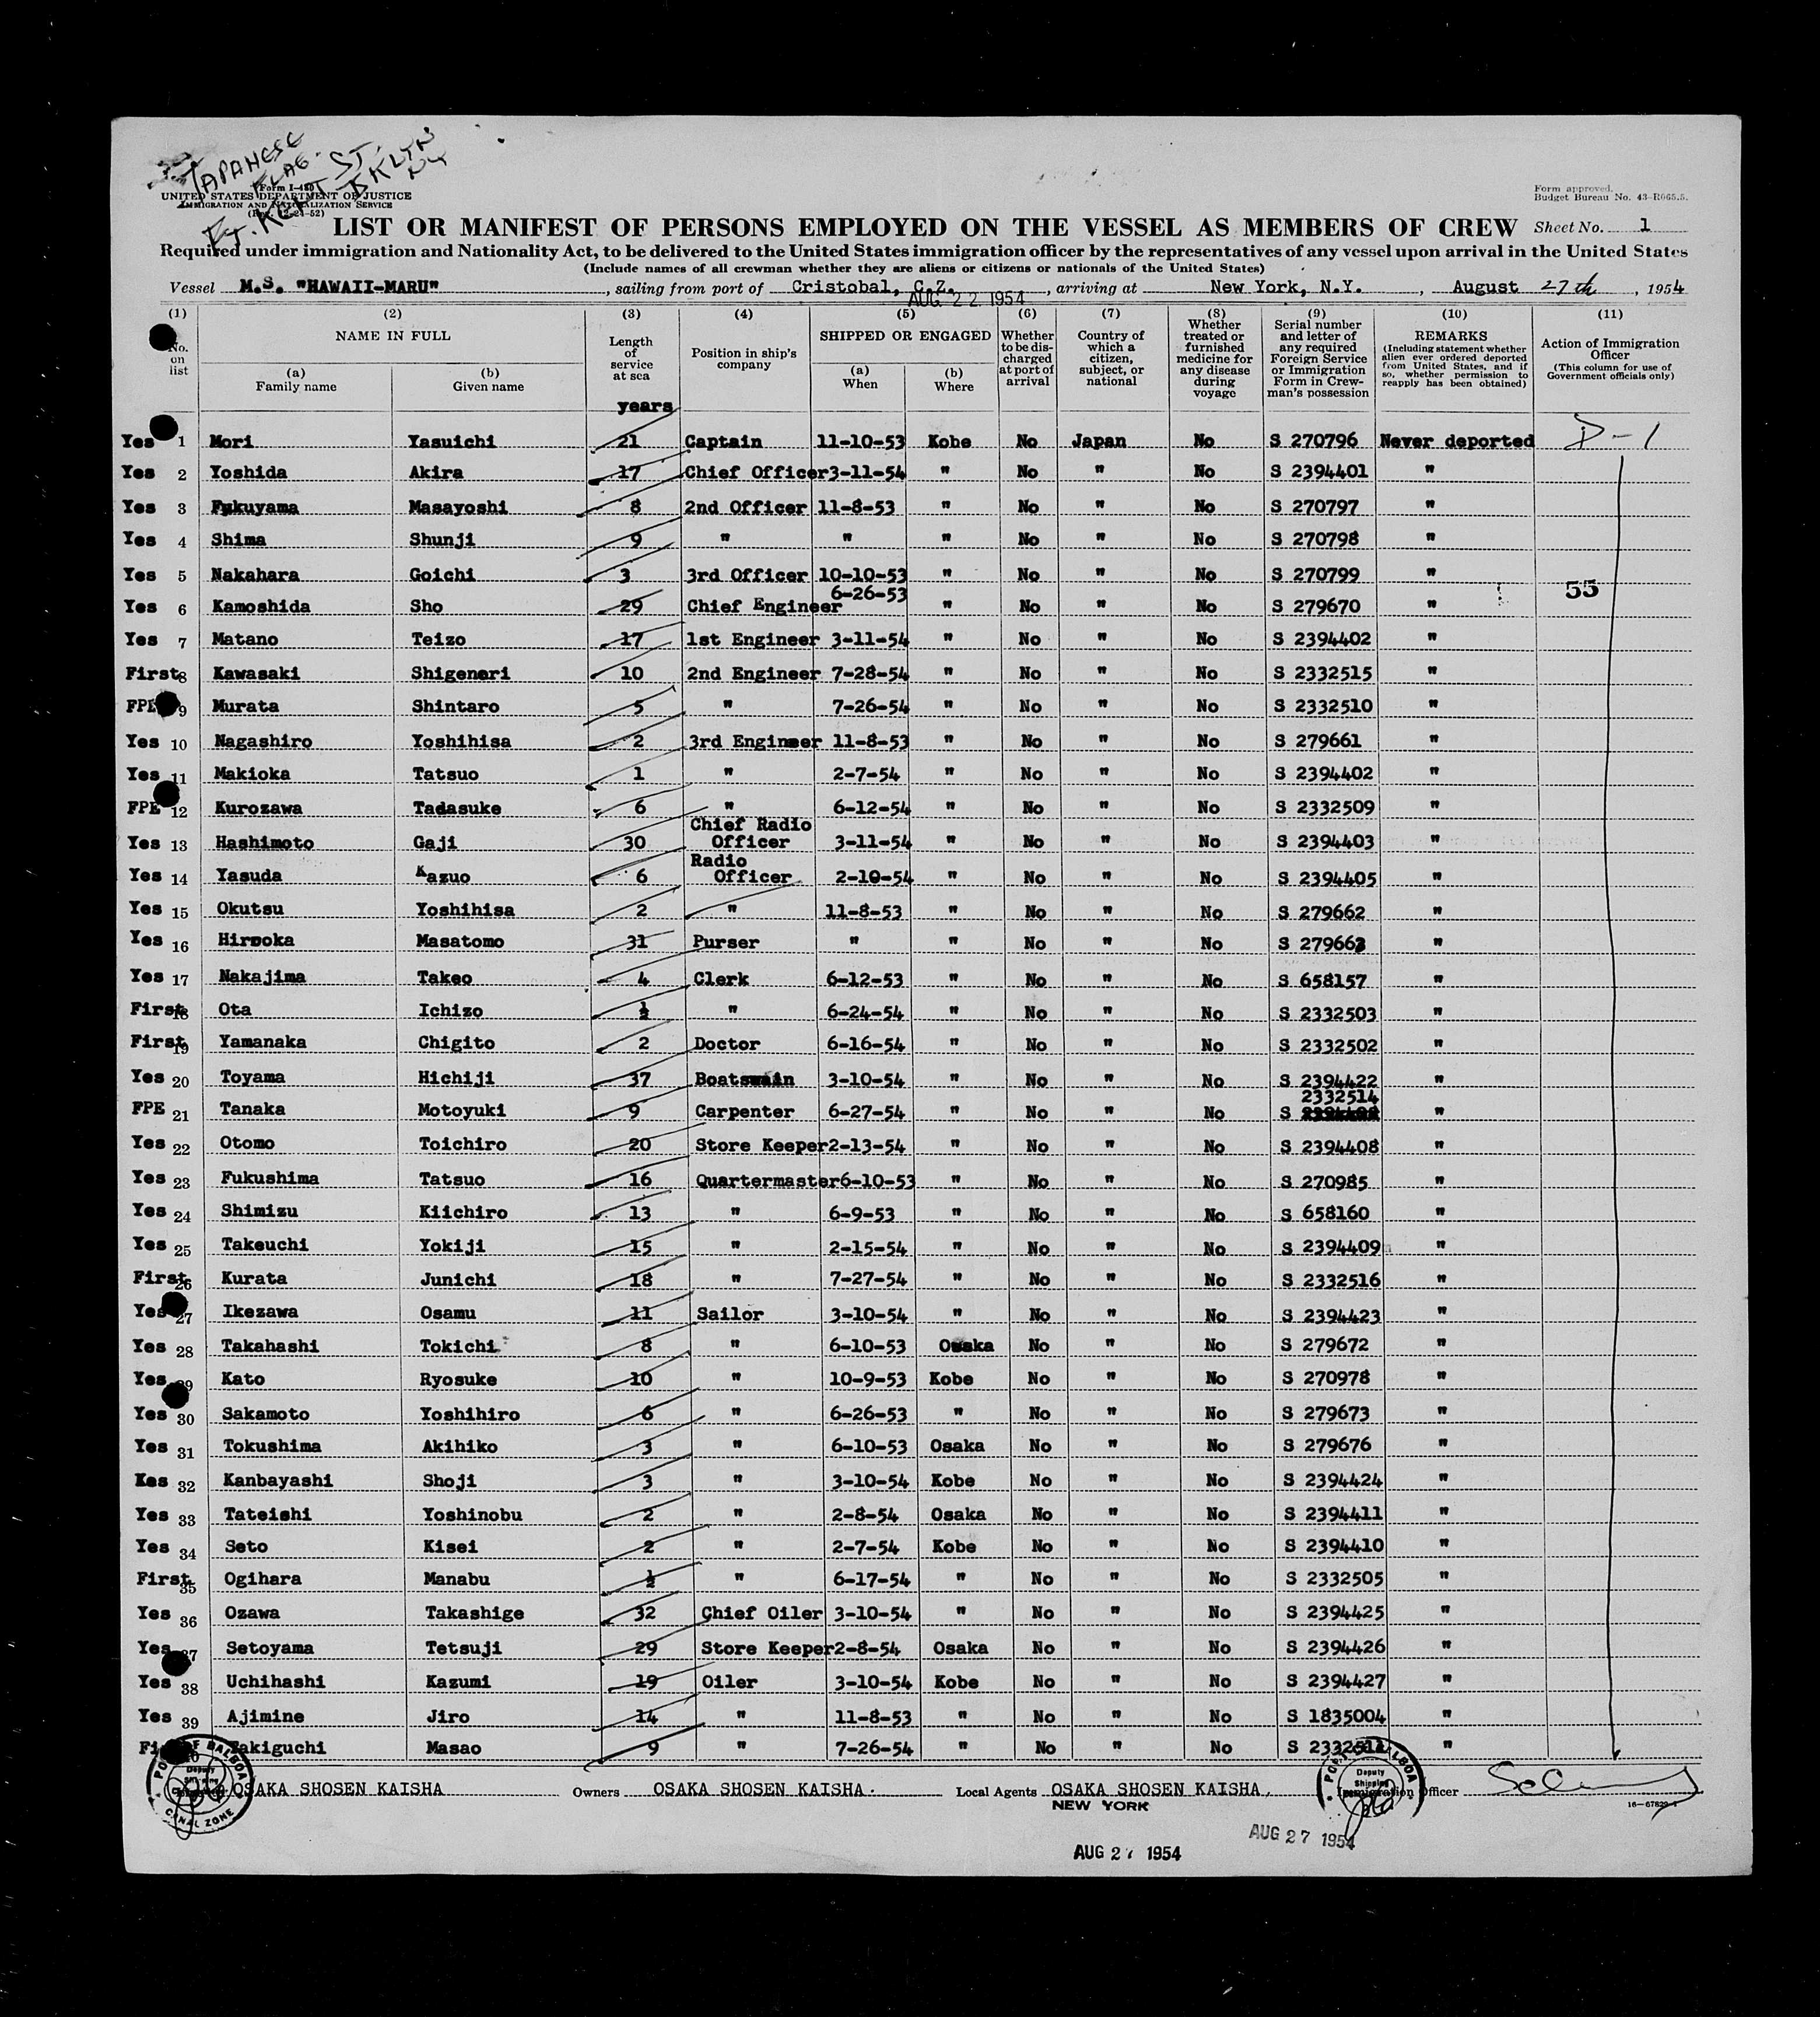 JAPANESE
FLAG.
FT. KENT ST. BKLYN
NY
Form I-480
UNITED STATES DEPARTMENT OF JUSTICE
IMMIGRATION AND NATURALIZATION SERVICE
(Rev. 12-24-52)
Form approved.
Budget Bureau No. 43-R065.5.
LIST OR MANIFEST OF PERSONS EMPLOYED ON THE VESSEL AS MEMBERS OF CREW Sheet No. 1
Required under immigration and Nationality Act, to be delivered to the United States immigration officer by the representatives of any vessel upon arrival in the United States
(Include names of all crewman whether they are aliens or citizens or nationals of the United States)
Vessel M.S. "HAWAII-MARU", sailing from port of Cristobal, C.Z., arriving at New York, N.Y., August 27th, 1954
AUG 22 1954
(1) No. on list
(2) NAME IN FULL (a) Family name (b) Given name
(3) Length of service at sea
years
(4) Position in ship's company
(5) SHIPPED OR ENGAGED (a) When (b) Where
(6) Whether to be discharged at port of arrival
(7) Country of which a citizen, subject, or national
(8) Whether treated or furnished medicine for any disease during voyage
(9) Serial number and letter of any required Foreign Service or Immigration Form in Crewman's possession
(10) REMARKS (Including statement whether alien ever ordered deported from United States, and if so, whether permission to reapply has been obtained)
(11) Action of Immigration Officer (This column for use of Government officials only)
Yes 1 Mori Yasuichi 21 Captain 11-10-53 Kobe No Japan No S 270796 Never deported D-1
Yes 2 Yoshida Akira 17 Chief Officer 3-11-54 " No " No S 2394401 "
Yes 3 Fukuyama Masayoshi 8 2nd Officer 11-8-53 " No " No S 270797 "
Yes 4 Shima Shunji 9 " " " No " No S 270798 "
Yes 5 Nakahara Goichi 3 3rd Officer 10-10-53 " No " No S 270799 "
Yes 6 Kamoshida Sho 29 Chief Engineer 6-26-53 " No " No S 279670 " 55
Yes 7 Matano Teizo 17 1st Engineer 3-11-54 " No " No S 2394402 "
First 8 Kawasaki Shigenori 10 2nd Engineer 7-28-54 " No " No S 2332515 "
FPE 9 Murata Shintaro 5 " 7-26-54 " No " No S 2332510 "
Yes 10 Nagashiro Yoshihisa 2 3rd Engineer 11-8-53 " No " No S 279661 "
Yes 11 Makioka Tatsuo 1 " 2-7-54 " No " No S 2394402 "
FPE 12 Kurozawa Tadasuke 6 " 6-12-54 " No " No S 2332509 "
Yes 13 Hashimoto Gaji 30 Chief Radio Officer 3-11-54 " No " No S 2394403 "
Yes 14 Yasuda Kazuo 6 Radio Officer 2-10-54 " No " No S 2394405 "
Yes 15 Okutsu Yoshihisa 2 " 11-8-53 " No " No S 279662 "
Yes 16 Hirooka Masatomo 31 Purser " " No " No S 279663 "
Yes 17 Nakajima Takeo 4 Clerk 6-12-53 " No " No S 658157 "
First 18 Ota Ichizo ½ " 6-24-54 " No " No S 2332503 "
First 19 Yamanaka Chigito 2 Doctor 6-16-54 " No " No S 2332502 "
Yes 20 Toyama Hichiji 37 Boatswain 3-10-54 " No " No S 2394422 "
FPE 21 Tanaka Motoyuki 9 Carpenter 6-27-54 " No " No S 2332514 "
Yes 22 Otomo Toichiro 20 Store Keeper 2-13-54 " No " No S 2394408 "
Yes 23 Fukushima Tatsuo 16 Quartermaster 6-10-53 " No " No S 270985 "
Yes 24 Shimizu Kiichiro 13 " 6-9-53 " No " No S 658160 "
Yes 25 Takeuchi Yokiji 15 " 2-15-54 " No " No S 2394409 "
First 26 Kurata Junichi 18 " 7-27-54 " No " No S 2332516 "
Yes 27 Ikezawa Osamu 11 Sailor 3-10-54 " No " No S 2394423 "
Yes 28 Takahashi Tokichi 8 " 6-10-53 Osaka No " No S 279672 "
Yes 29 Kato Ryosuke 10 " 10-9-53 Kobe No " No S 270978 "
Yes 30 Sakamoto Yoshihiro 6 " 6-26-53 " No " No S 279673 "
Yes 31 Tokushima Akihiko 3 " 6-10-53 Osaka No " No S 279676 "
Kes 32 Kanbayashi Shoji 3 " 3-10-54 Kobe No " No S 2394424 "
Yes 33 Tateishi Yoshinobu 2 " 2-8-54 Osaka No " No S 2394411 "
Yes 34 Seto Kisei 2 " 2-7-54 Kobe No " No S 2394410 "
First 35 Ogihara Manabu ½ " 6-17-54 " No " No S 2332505 "
Yes 36 Ozawa Takashige 32 Chief Oiler 3-10-54 " No " No S 2394425 "
Yes 37 Setoyama Tetsuji 29 Store Keeper 2-8-54 Osaka No " No S 2394426 "
Yes 38 Uchihashi Kazumi 19 Oiler 3-10-54 Kobe No " No S 2394427 "
Yes 39 Ajimine Jiro 14 " 11-8-53 " No " No S 1835004 "
40 Takiguchi Masao 9 " 7-26-54 " No " No S "
PORT OF BALBOA
Deputy Shipping
CANAL ZONE
OSAKA SHOSEN KAISHA Owners OSAKA SHOSEN KAISHA. Local Agents OSAKA SHOSEN KAISHA, Immigration Officer
NEW YORK
PORT BALBOA
Deputy Shipping
16—67829-1
AUG 27 1954
AUG 27 1954